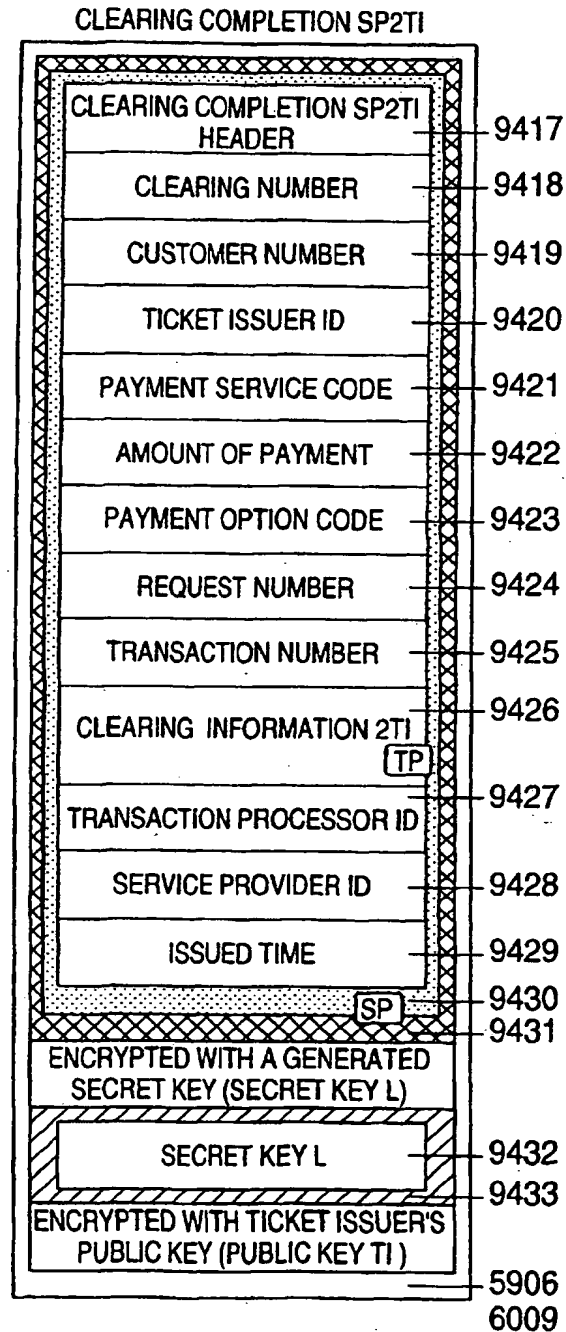 CLEARING COMPLETION SP2TI
CLEARING COMPLETION SP2TI
HEADER
9417
CLEARING NUMBER
9418
CUSTOMER NUMBER
9419
TICKET ISSUER ID
9420
PAYMENT SERVICE CODE
9421
AMOUNT OF PAYMENT
9422
PAYMENT OPTION CODE
9423
REQUEST NUMBER
9424
TRANSACTION NUMBER
9425
9426
CLEARING INFORMATION 2TI
TP
9427
TRANSACTION PROCESSOR ID
SERVICE PROVIDER ID
9428
ISSUED TIME
9429
SP
9430
9431
ENCRYPTED WITH A GENERATED
SECRET KEY (SECRET KEY L)
SECRET KEY L
9432
9433
ENCRYPTED WITH TICKET ISSUER'S
PUBLIC KEY (PUBLIC KEY TI )
5906
6009